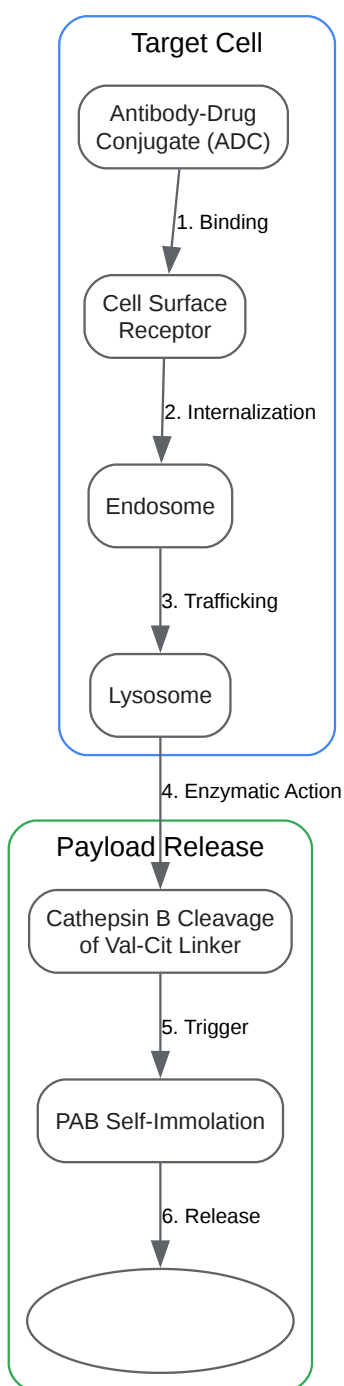 Target Cell
Antibody-Drug
Conjugate (ADC)
1. Binding
Cell Surface
Receptor
2. Internalization
Endosome
3. Trafficking
Lysosome
4. Enzymatic Action
Payload Release
Cathepsin B Cleavage
of Val-Cit Linker
5. Trigger
PAB Self-Immolation
6. Release